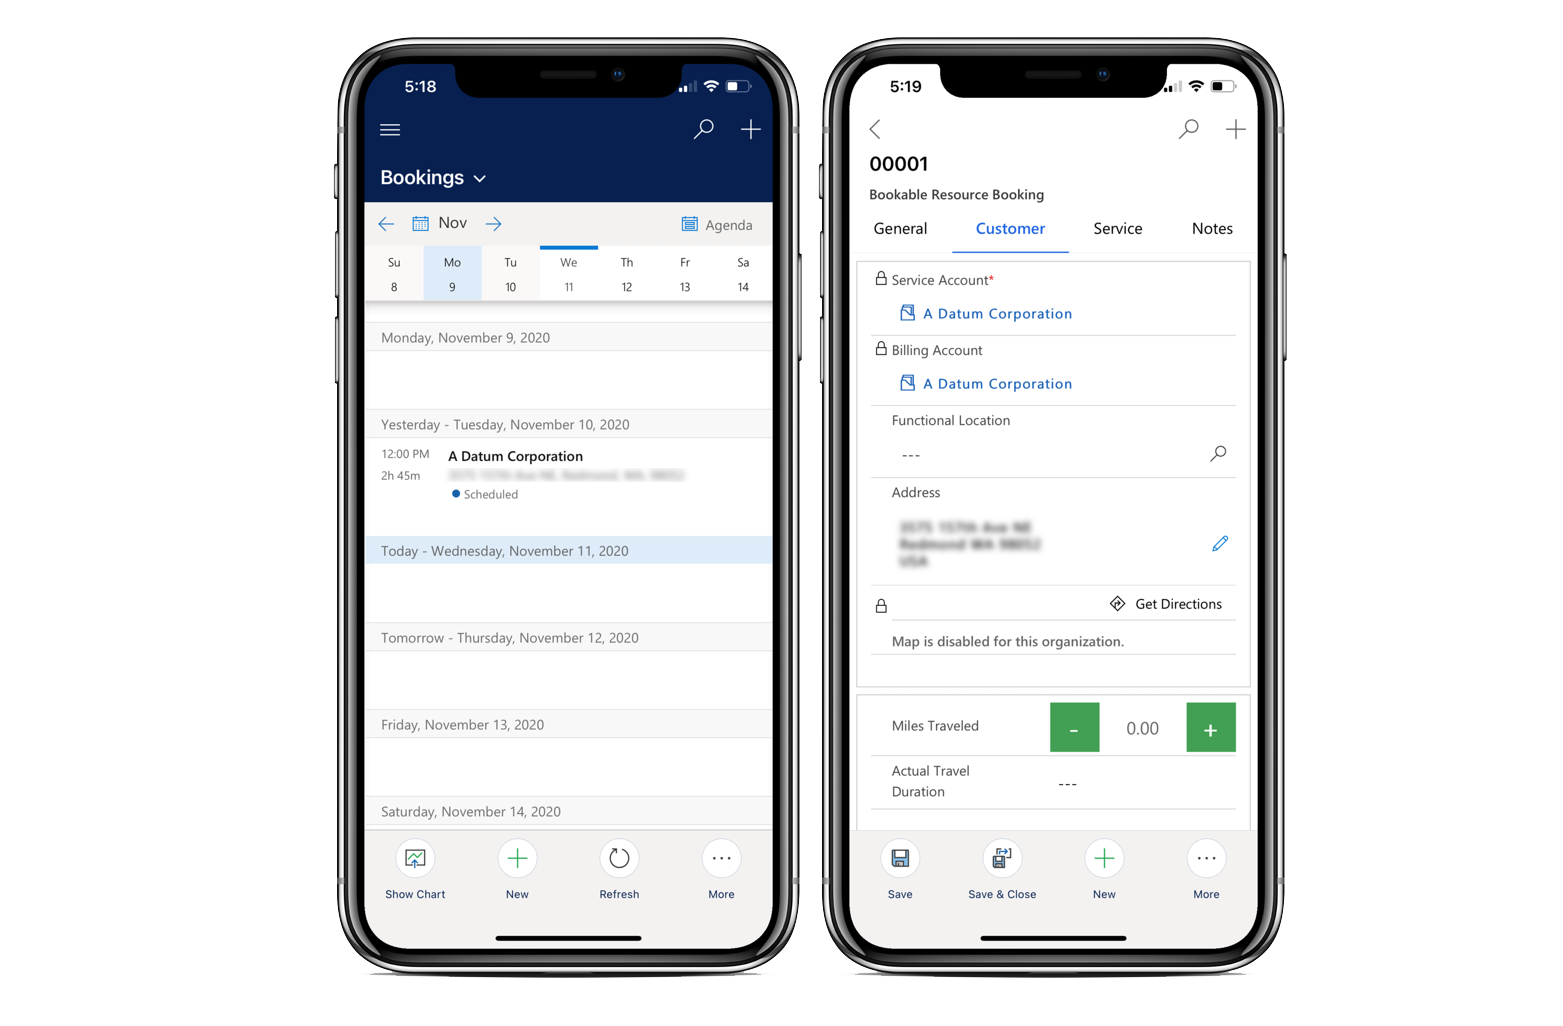 5:18
Bookings
Nov
Agenda
Su Mo Tu We Th Fr Sa
8 9 10 11 12 13 14
Monday, November 9, 2020
Yesterday - Tuesday, November 10, 2020
12:00 PM A Datum Corporation
2h 45m
Scheduled
Today - Wednesday, November 11, 2020
Tomorrow - Thursday, November 12, 2020
Friday, November 13, 2020
Saturday, November 14, 2020
Show Chart New Refresh More
5:19
00001
Bookable Resource Booking
General Customer Service Notes
Service Account*
A Datum Corporation
Billing Account
A Datum Corporation
Functional Location
---
Address
Get Directions
Map is disabled for this organization.
Miles Traveled - 0.00 +
Actual Travel
Duration
---
Save Save & Close New More